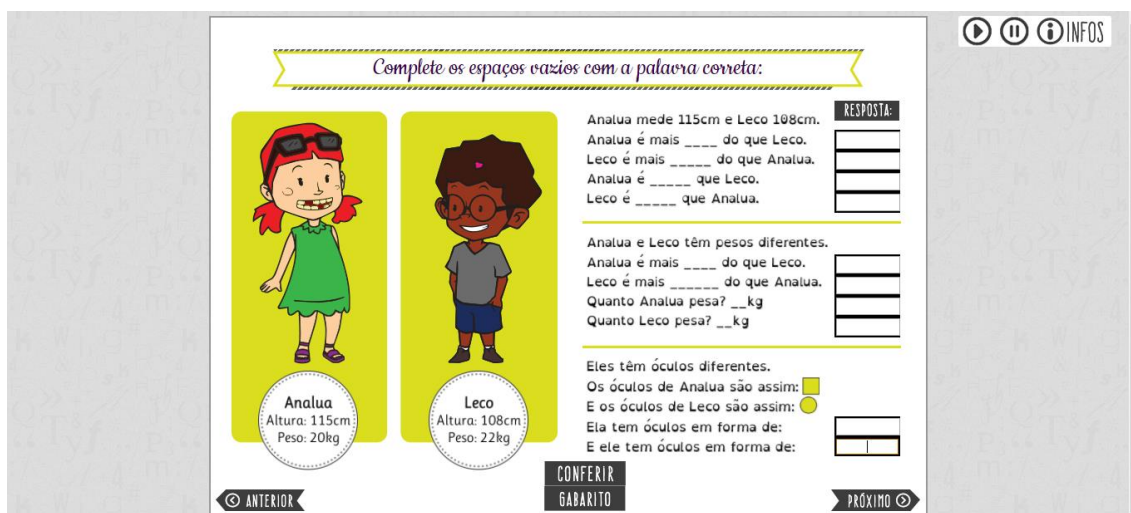 INFOS
Complete os espaços vazios com a palavra correta:
RESPOSTA:
Analua mede 115cm e Leco 108cm.
Analua é mais ____ do que Leco.
Leco é mais _____ do que Analua.
Analua é _____ que Leco.
Leco é _____ que Analua.
Analua e Leco têm pesos diferentes.
Analua é mais ____ do que Leco.
Leco é mais ______ do que Analua.
Quanto Analua pesa? __kg
Quanto Leco pesa? __kg
Eles têm óculos diferentes.
Os óculos de Analua são assim:
E os óculos de Leco são assim:
Ela tem óculos em forma de:
E ele tem óculos em forma de:
Analua
Altura: 115cm
Peso: 20kg
Leco
Altura: 108cm
Peso: 22kg
CONFERIR
GABARITO
ANTERIOR
PRÓXIMO